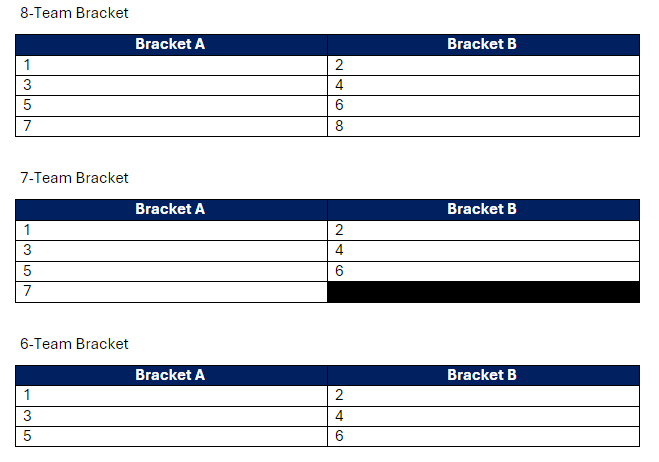 8-Team Bracket
Bracket A Bracket B
1 2
3 4
5 6
7 8
7-Team Bracket
Bracket A Bracket B
1 2
3 4
5 6
7
6-Team Bracket
Bracket A Bracket B
1 2
3 4
5 6